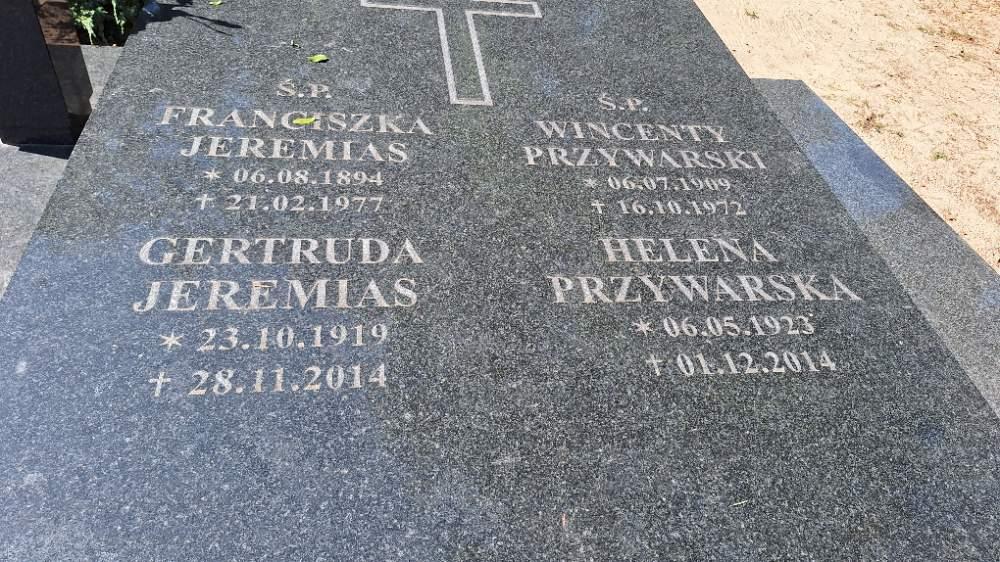 Ś.P.
FRANCISZKA
JEREMIAS
* 06.08.1894
† 21.02.1977
GERTRUDA
JEREMIAS
* 23.10.1919
† 28.11.2014
Ś.P.
WINCENTY
PRZYWARSKI
* 06.07.1909
† 16.10.1972
HELENA
PRZYWARSKA
* 06.05.1923
† 01.12.2014